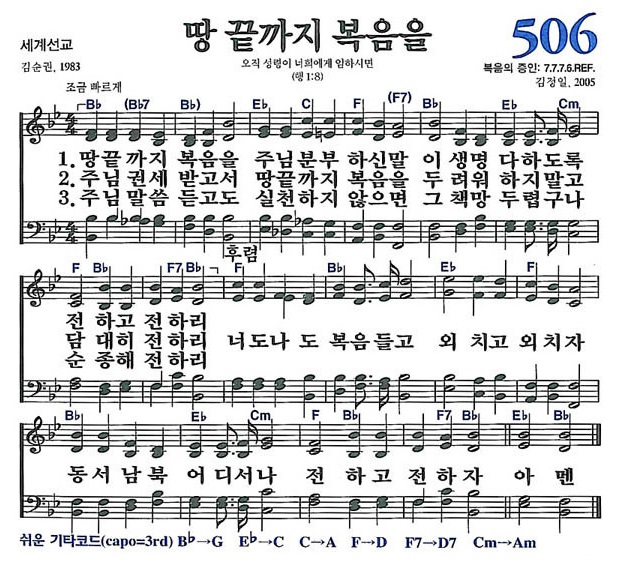 땅 끝까지 복음을
506
세계선교
김순권, 1983
오직 성령이 너희에게 임하시면
(행 1:8)
복음의 증인: 7.7.7.6.REF.
김정일, 2005
조금 빠르게
B♭ (B♭7 B♭) E♭ C F (F7) B♭ E♭ Cm
1. 땅끝 까지 복음을 주님분부 하신말 이 생명 다하도록
2. 주님 권세 받고서 땅끝까지 복음을 두 려워 하지말고
3. 주님 말씀 듣고도 실천하지 않으면 그 책망 두렵구나
후렴
F B♭ F7 B♭ F F B♭ E♭ F
전 하고 전하리
담 대히 전하리 너도나 도 복음들고 외 치고 외치자
순 종해 전하리
B♭ E♭ Cm F B♭ F7 B♭ E♭ B♭
동서 남북 어 디서나 전 하고 전하자 아 멘
쉬운 기타코드(capo=3rd) B♭→G E♭→C C→A F→D F7→D7 Cm→Am